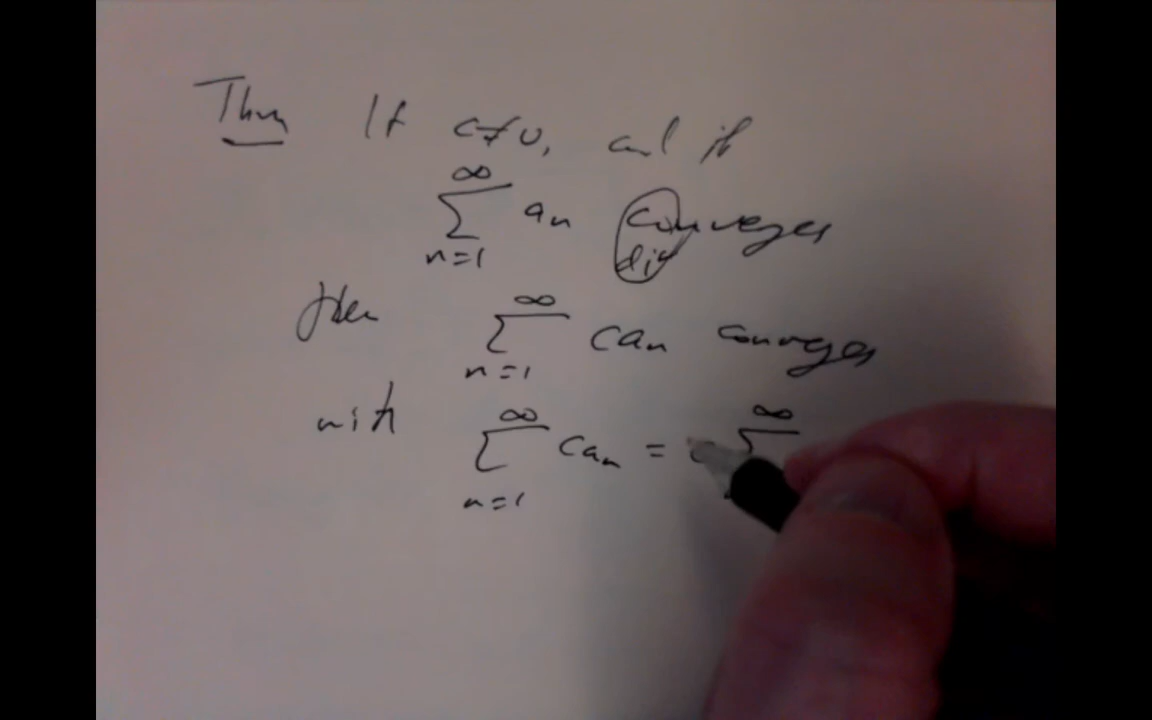 Thm If c≠0, and if
∞
∑ an converges
n=1 div
then ∞
∑ can converges
n=1
with ∞ ∞
∑ can = c ∑
n=1